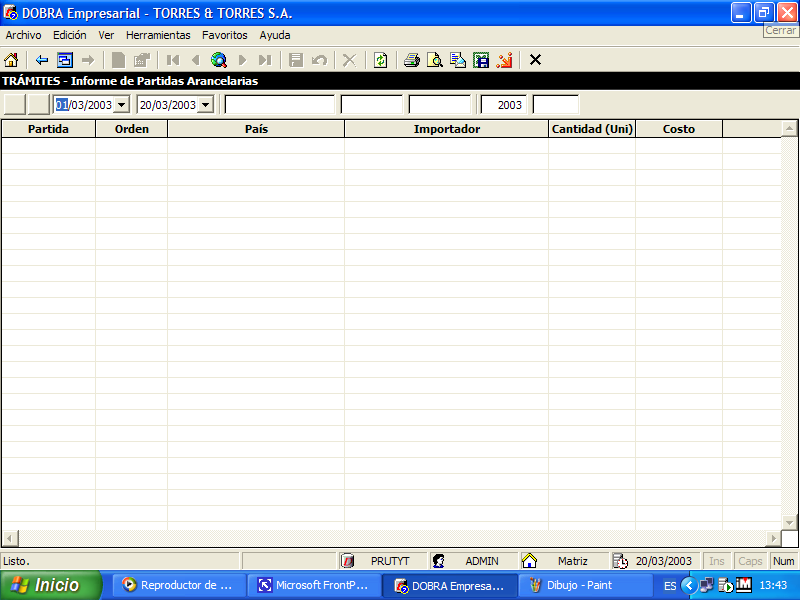 DOBRA Empresarial - TORRES & TORRES S.A.
Archivo Edición Ver Herramientas Favoritos Ayuda
Cerrar
TRÁMITES - Informe de Partidas Arancelarias
01/03/2003 20/03/2003 2003
Partida Orden País Importador Cantidad (Uni) Costo
Listo. PRUTYT ADMIN Matriz 20/03/2003 Ins Caps Num
Inicio Reproductor de ... Microsoft FrontP... DOBRA Empresa... Dibujo - Paint ES 13:43